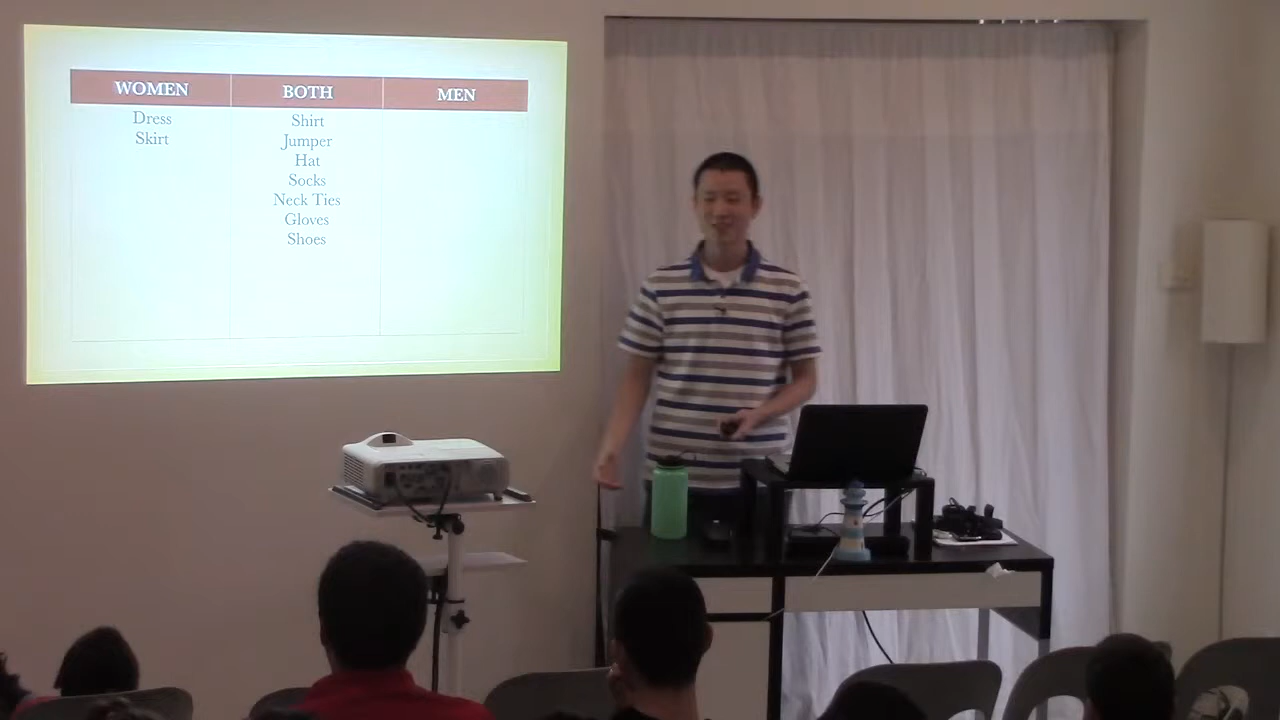 WOMEN BOTH MEN
Dress Shirt
Skirt Jumper
Hat
Socks
Neck Ties
Gloves
Shoes